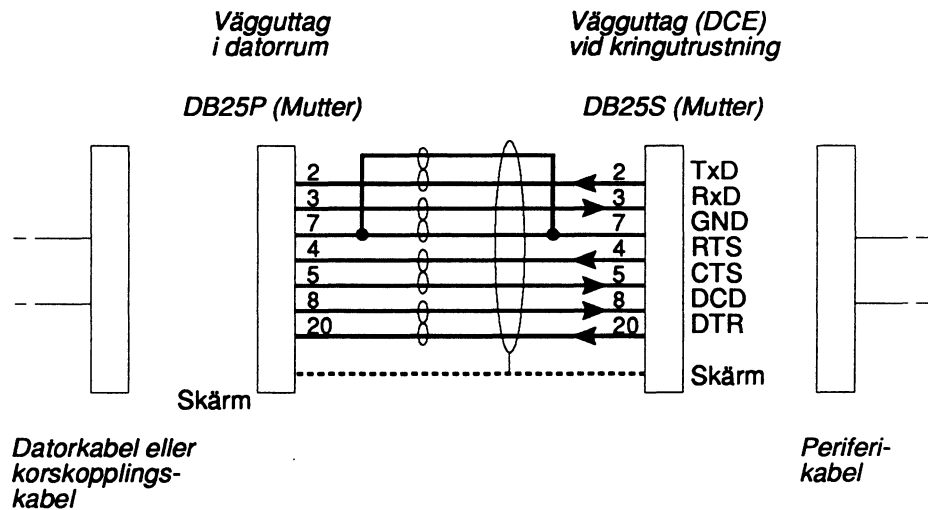 Vägguttag
i datorrum
Vägguttag (DCE)
vid kringutrustning
DB25P (Mutter)
DB25S (Mutter)
2 2 TxD
3 3 RxD
7 7 GND
4 4 RTS
5 5 CTS
8 8 DCD
20 20 DTR
Skärm
Skärm
Datorkabel eller
korskopplings-
kabel
Periferi-
kabel